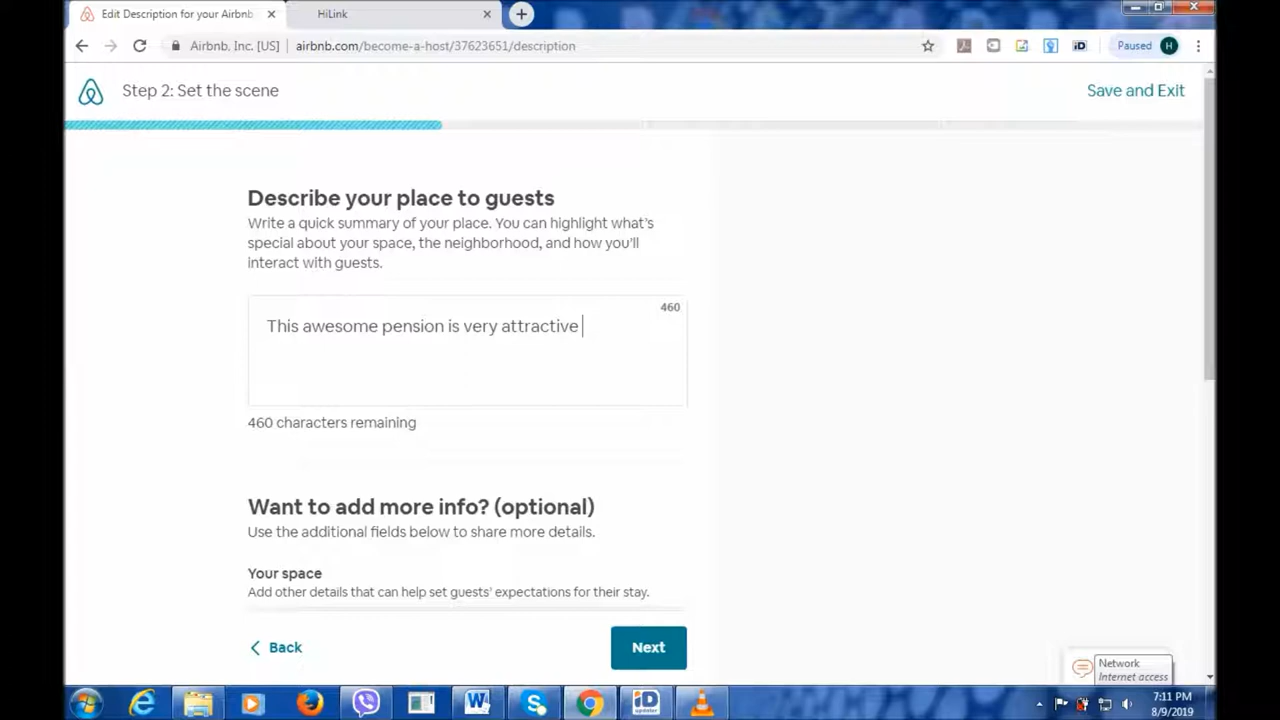 Edit Description for your Airbnb
HiLink
Airbnb, Inc. [US]
airbnb.com/become-a-host/37623651/description
Paused
H
Step 2: Set the scene
Save and Exit
Describe your place to guests
Write a quick summary of your place. You can highlight what's
special about your space, the neighborhood, and how you'll
interact with guests.
460
This awesome pension is very attractive
460 characters remaining
Want to add more info? (optional)
Use the additional fields below to share more details.
Your space
Add other details that can help set guests' expectations for their stay.
Back
Next
Network
Internet access
7:11 PM
8/9/2019